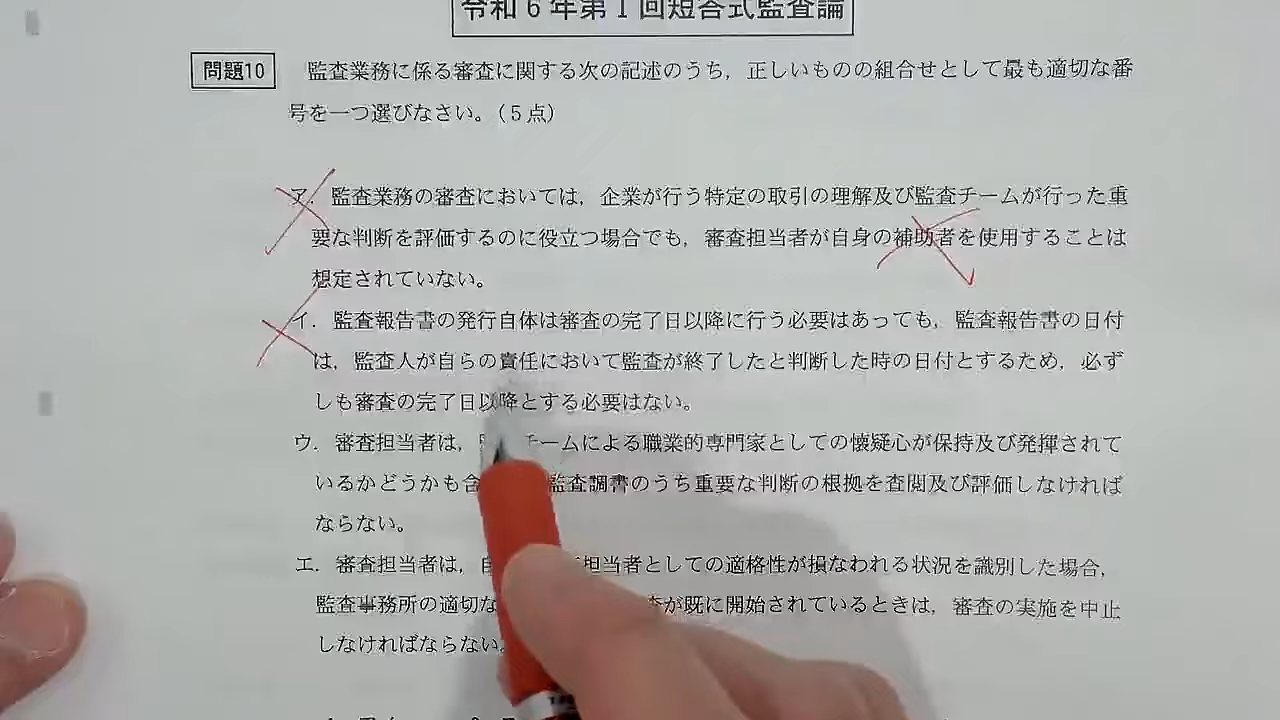 令和6年第1回短答式監査論
問題10 監査業務に係る審査に関する次の記述のうち，正しいものの組合せとして最も適切な番
号を一つ選びなさい。（５点）
ア．監査業務の審査においては，企業が行う特定の取引の理解及び監査チームが行った重
要な判断を評価するのに役立つ場合でも，審査担当者が自身の補助者を使用することは
想定されていない。
イ．監査報告書の発行自体は審査の完了日以降に行う必要はあっても，監査報告書の日付
は，監査人が自らの責任において監査が終了したと判断した時の日付とするため，必ず
しも審査の完了日以降とする必要はない。
ウ．審査担当者は，チームによる職業的専門家としての懐疑心が保持及び発揮されて
いるかどうかも含監査調書のうち重要な判断の根拠を査閲及び評価しなければ
ならない。
エ．審査担当者は，自担当者としての適格性が損なわれる状況を識別した場合，
監査事務所の適切な査が既に開始されているときは，審査の実施を中止
しなければならない。